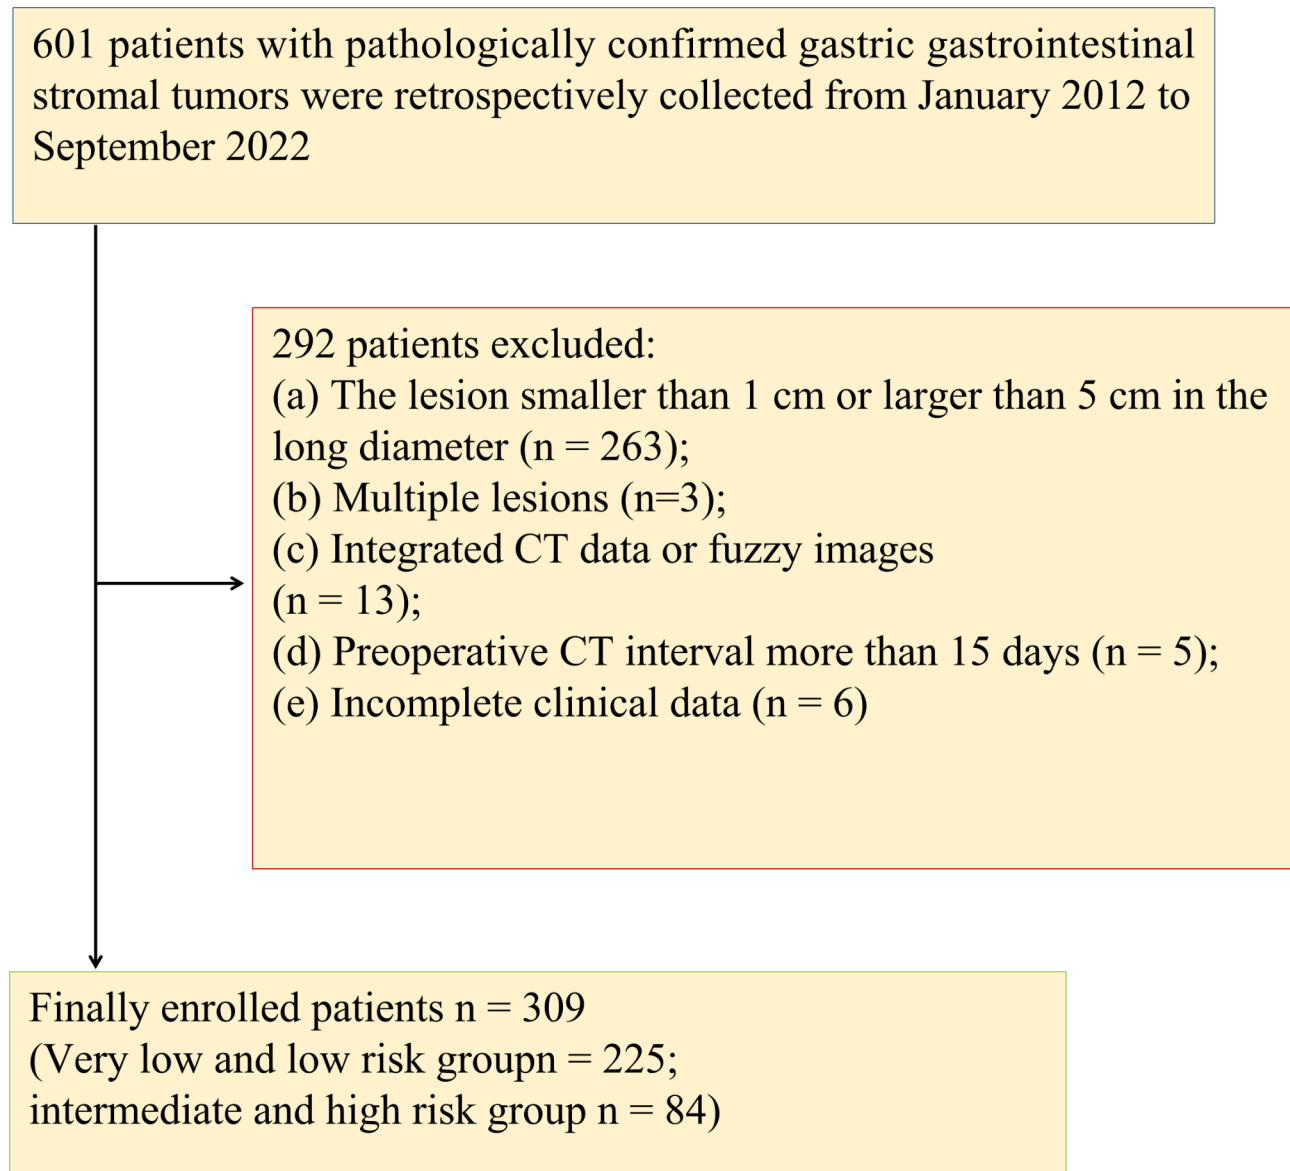 601 patients with pathologically confirmed gastric gastrointestinal
stromal tumors were retrospectively collected from January 2012 to
September 2022
292 patients excluded:
(a) The lesion smaller than 1 cm or larger than 5 cm in the
long diameter (n = 263);
(b) Multiple lesions (n=3);
(c) Integrated CT data or fuzzy images
(n = 13);
(d) Preoperative CT interval more than 15 days (n = 5);
(e) Incomplete clinical data (n = 6)
Finally enrolled patients n = 309
(Very low and low risk groupn = 225;
intermediate and high risk group n = 84)